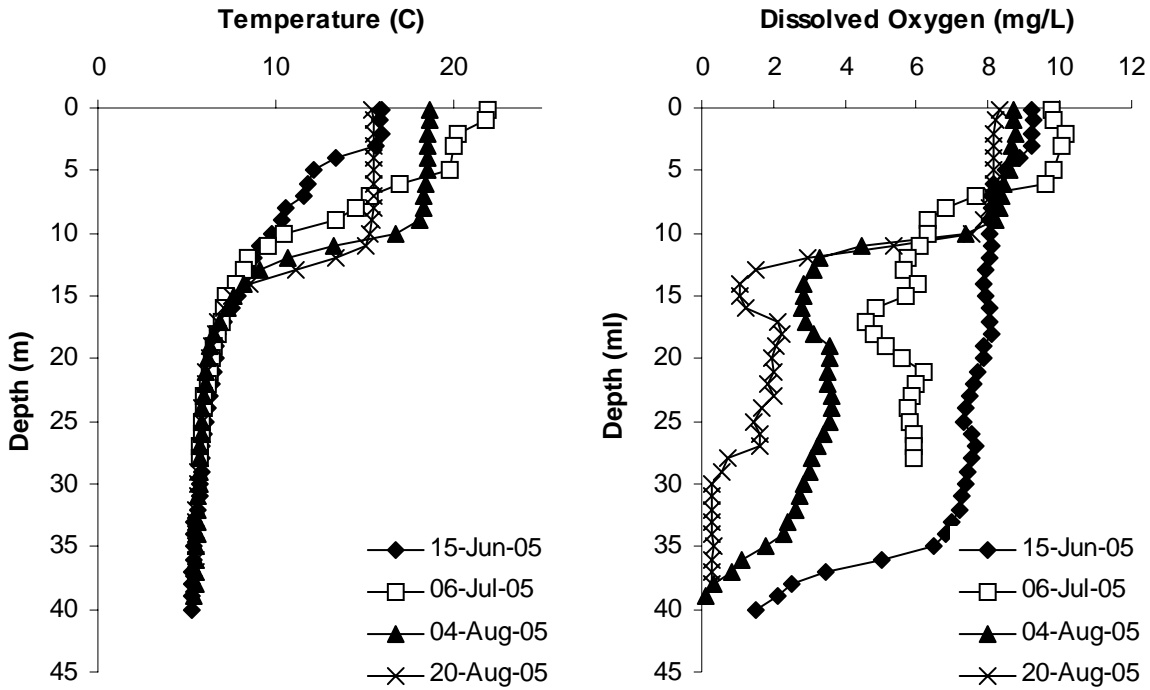 Temperature (C)
0 10 20
0
5
10
15
20
25
30
35
40
45
Depth (m)
15-Jun-05
06-Jul-05
04-Aug-05
20-Aug-05
Dissolved Oxygen (mg/L)
0 2 4 6 8 10 12
0
5
10
15
20
25
30
35
40
45
Depth (ml)
15-Jun-05
06-Jul-05
04-Aug-05
20-Aug-05